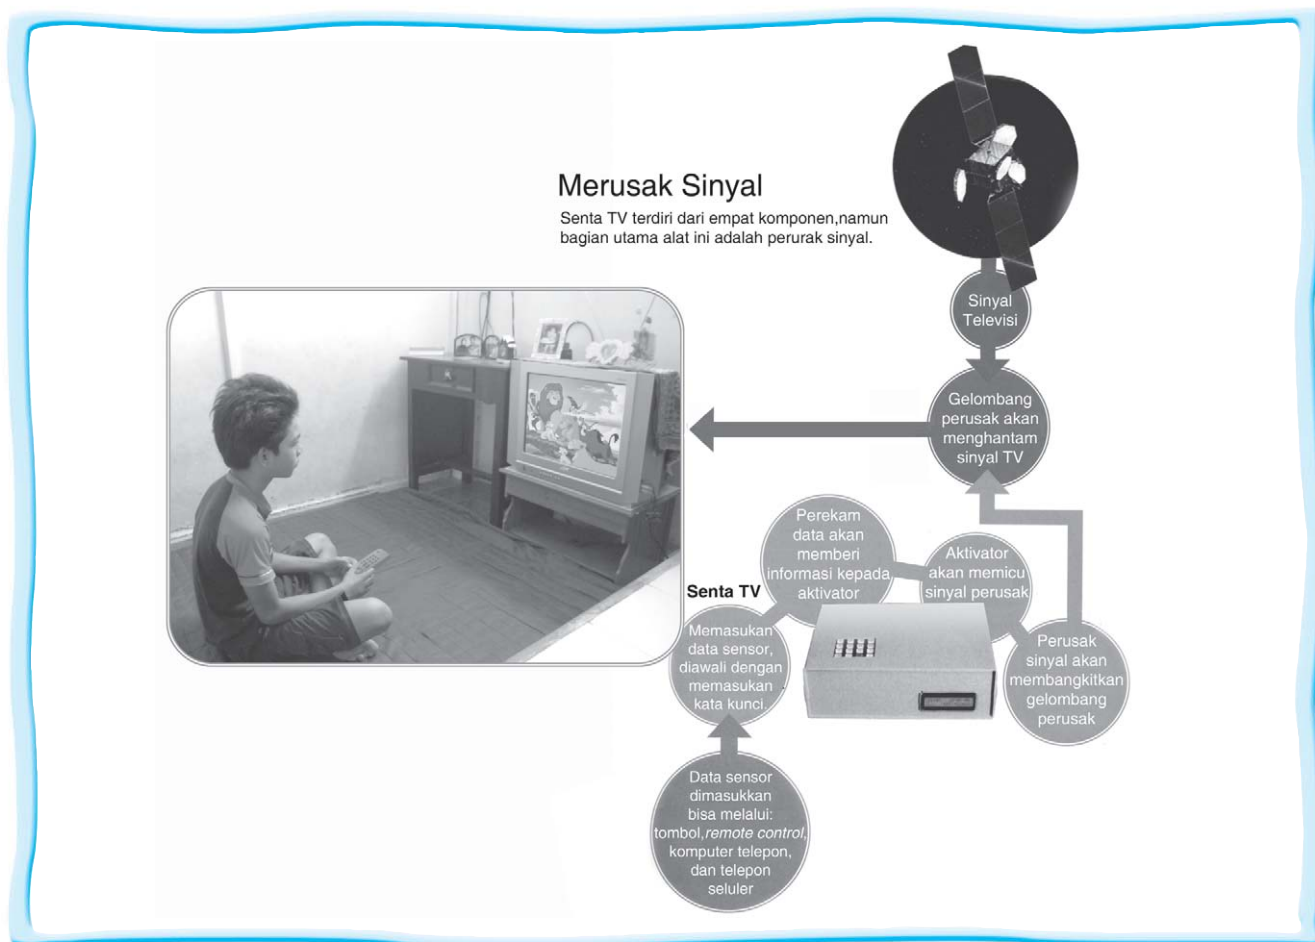 Merusak Sinyal
Senta TV terdiri dari empat komponen,namun
bagian utama alat ini adalah perurak sinyal.
Sinyal
Televisi
Gelombang
perusak akan
menghantam
sinyal TV
Perekam
data akan
memberi
informasi kepada
aktivator
Aktivator
akan memicu
sinyal perusak
Senta TV
Memasukan
data sensor,
diawali dengan
memasukan
kata kunci.
Perusak
sinyal akan
membangkitkan
gelombang
perusak
Data sensor
dimasukkan
bisa melalui:
tombol,remote control,
komputer telepon,
dan telepon
seluler